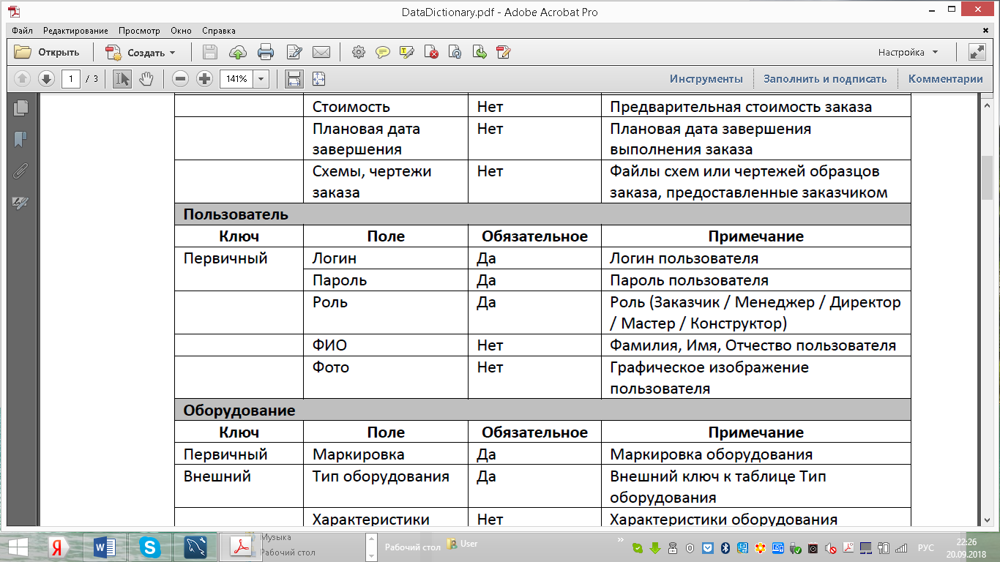 DataDictionary.pdf - Adobe Acrobat Pro
Файл Редактирование Просмотр Окно Справка
Открыть Создать Настройка
1 / 3 141% Инструменты Заполнить и подписать Комментарии
Стоимость Нет Предварительная стоимость заказа
Плановая дата Нет Плановая дата завершения
завершения выполнения заказа
Схемы, чертежи Нет Файлы схем или чертежей образцов
заказа заказа, предоставленные заказчиком
Пользователь
Ключ Поле Обязательное Примечание
Первичный Логин Да Логин пользователя
Пароль Да Пароль пользователя
Роль Да Роль (Заказчик / Менеджер / Директор
/ Мастер / Конструктор)
ФИО Нет Фамилия, Имя, Отчество пользователя
Фото Нет Графическое изображение
пользователя
Оборудование
Ключ Поле Обязательное Примечание
Первичный Маркировка Да Маркировка оборудования
Внешний Тип оборудования Да Внешний ключ к таблице Тип
оборудования
Характеристики Нет Характеристики оборудования
Музыка
Рабочий стол
Рабочий стол User
РУС
22:26
20.09.2018